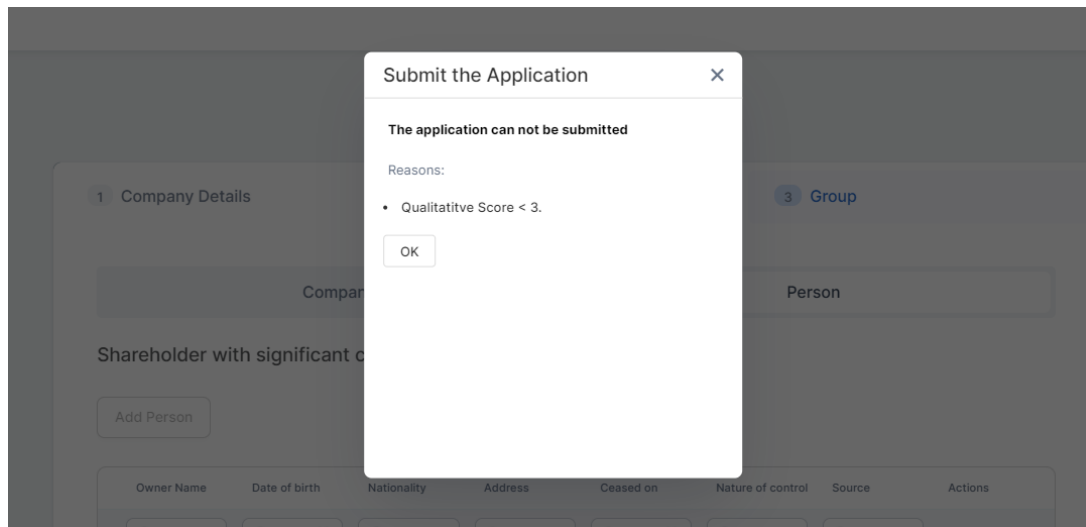 Submit the Application
The application can not be submitted
Reasons:
• Qualitatitve Score < 3.
OK
1 Company Details
3 Group
Compan
Person
Shareholder with significant c
Add Person
Owner Name Date of birth Nationality Address Ceased on Nature of control Source Actions